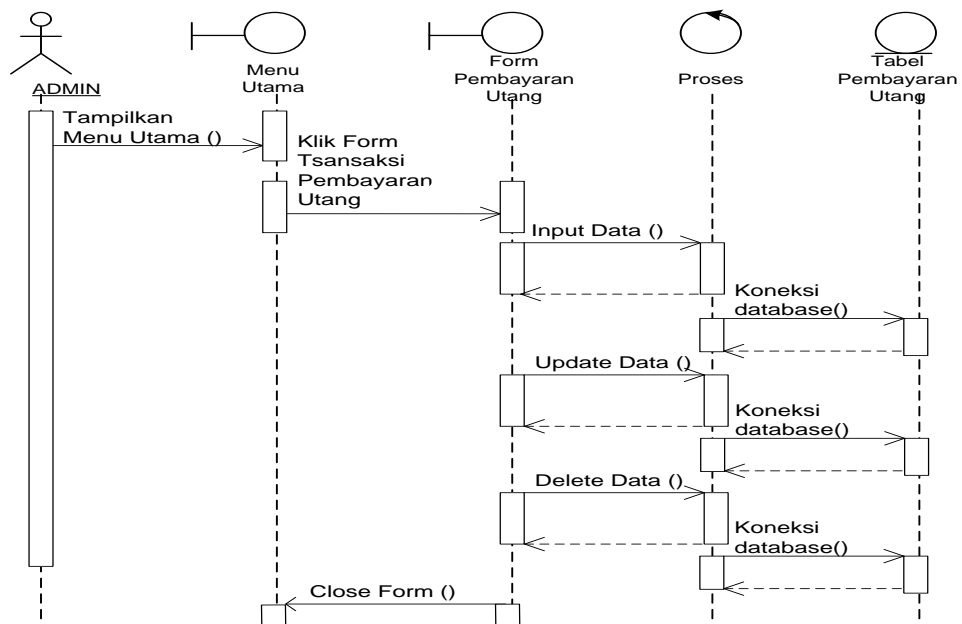 ADMIN
Menu
Utama
Form
Pembayaran
Utang
Proses
Tabel
Pembayaran
Utang
Tampilkan
Menu Utama ()
Klik Form
Tsansaksi
Pembayaran
Utang
Input Data ()
Koneksi
database()
Update Data ()
Koneksi
database()
Delete Data ()
Koneksi
database()
Close Form ()